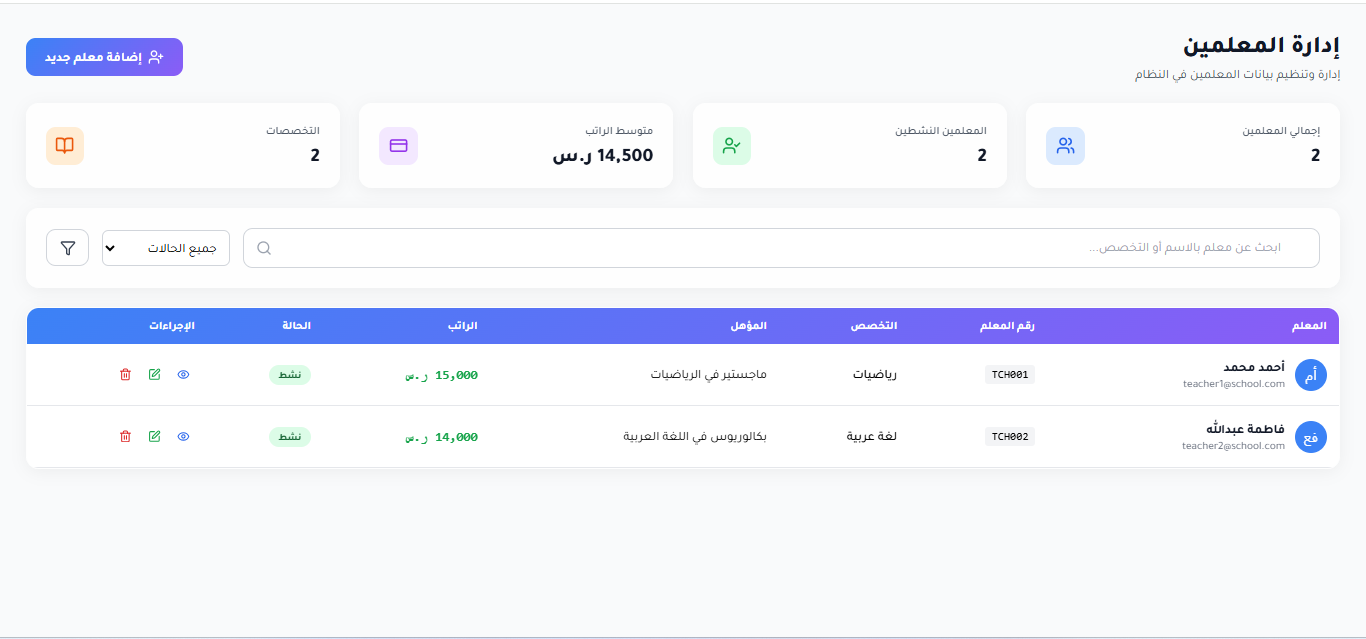 إدارة المعلمين
إدارة وتنظيم بيانات المعلمين في النظام
إضافة معلم جديد
إجمالي المعلمين
2
المعلمين النشطين
2
متوسط الراتب
14,500 ر.س
التخصصات
2
ابحث عن معلم بالاسم أو التخصص...
جميع الحالات
المعلم رقم المعلم التخصص المؤهل الراتب الحالة الإجراءات
أم أحمد محمد TCH001 رياضيات ماجستير في الرياضيات 15,000 ر.س نشط
teacher1@school.com
فع فاطمة عبدالله TCH002 لغة عربية بكالوريوس في اللغة العربية 14,000 ر.س نشط
teacher2@school.com